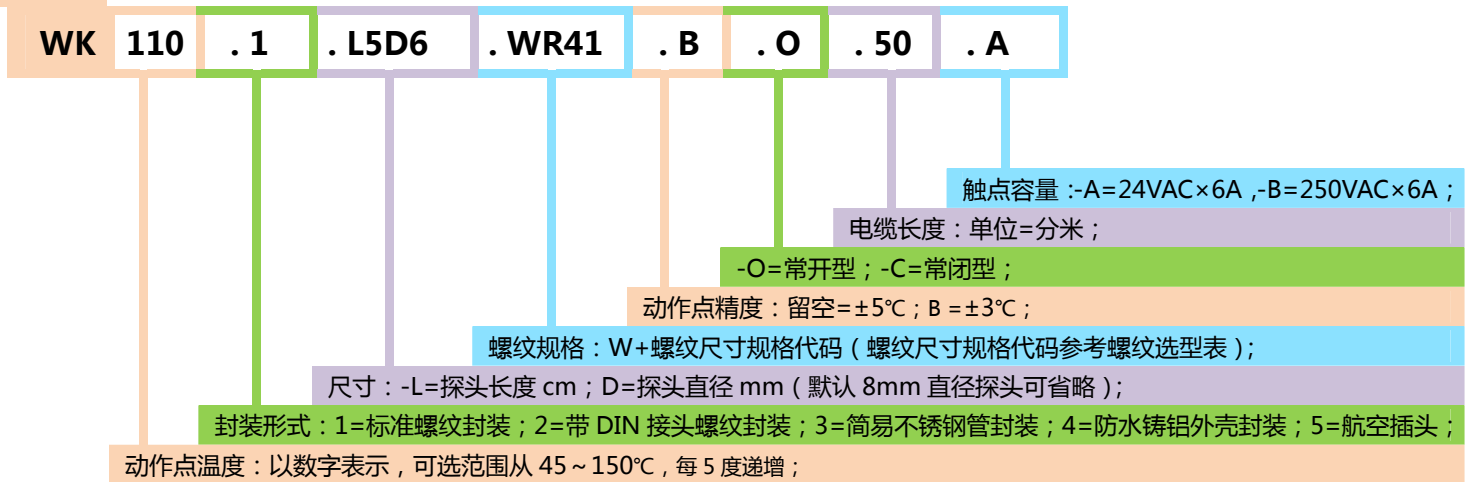 WK 110 . 1 . L5D6 . WR41 . B . O . 50 . A
触点容量：-A=24VAC×6A，-B=250VAC×6A；
电缆长度：单位=分米；
-O=常开型；-C=常闭型；
动作点精度：留空=±5℃；B =±3℃；
螺纹规格：W+螺纹尺寸规格代码（螺纹尺寸规格代码参考螺纹选型表）；
尺寸：-L=探头长度 cm；D=探头直径 mm（默认 8mm 直径探头可省略）；
封装形式：1=标准螺纹封装；2=带 DIN 接头螺纹封装；3=简易不锈钢管封装；4=防水铸铝外壳封装；5=航空插头；
动作点温度：以数字表示，可选范围从 45～150℃，每 5 度递增；